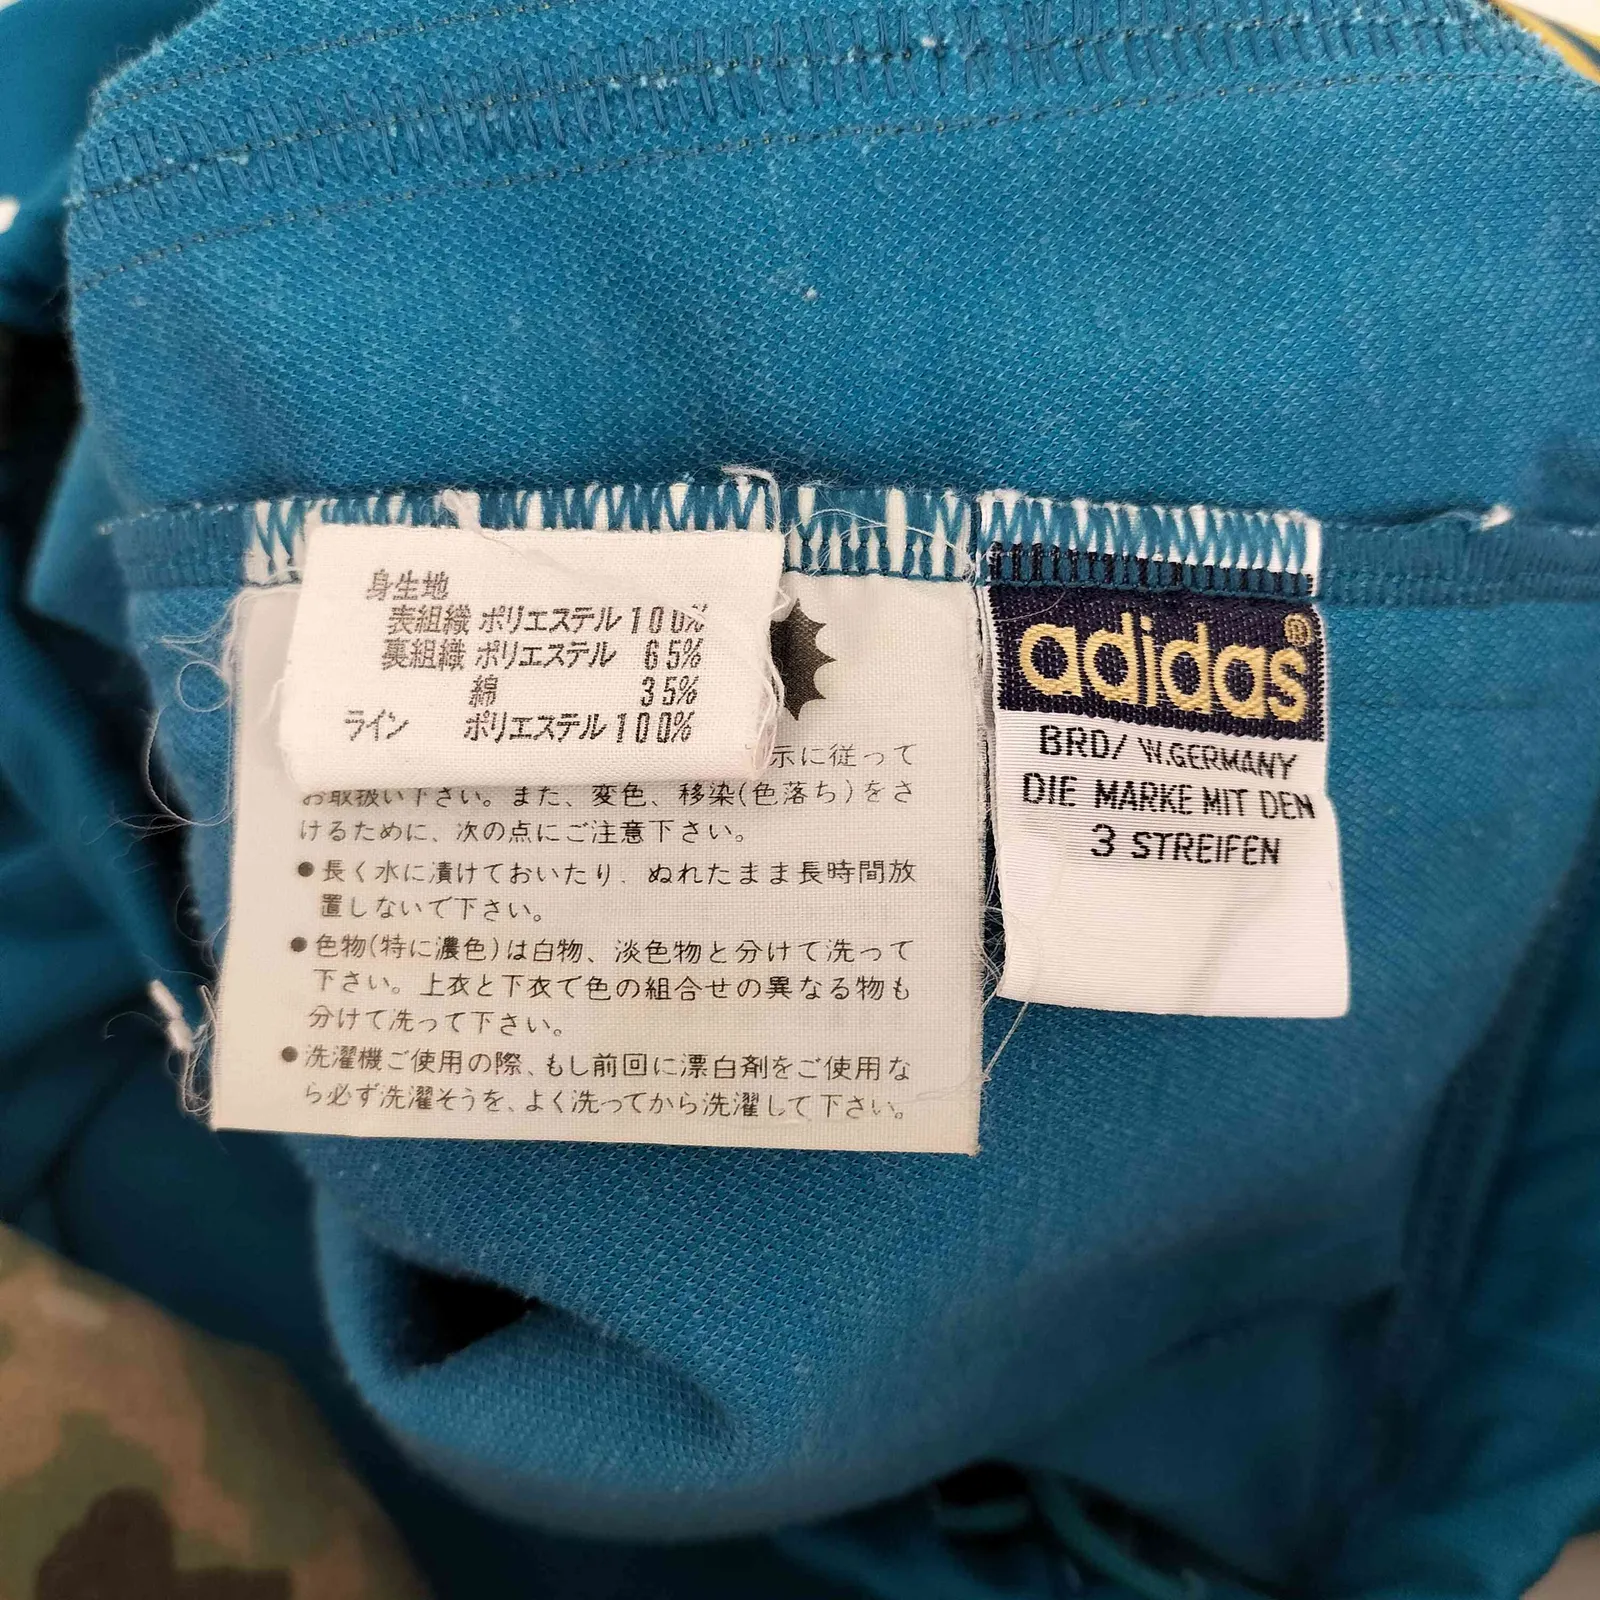 身生地
表組織 ポリエステル 100%
裏組織 ポリエステル 65%
綿 35%
ライン ポリエステル 100%
示に従って
お取扱い下さい。また、変色、移染(色落ち)をさ
けるために、次の点にご注意下さい。
●長く水に漬けておいたり、ぬれたまま長時間放
置しないで下さい。
●色物(特に濃色)は白物、淡色物と分けて洗って
下さい。上衣と下衣で色の組合せの異なる物も
分けて洗って下さい。
●洗濯機ご使用の際、もし前回に漂白剤をご使用な
ら必ず洗濯そうを、よく洗ってから洗濯して下さい。
adidas®
BRD/ W.GERMANY
DIE MARKE MIT DEN
3 STREIFEN